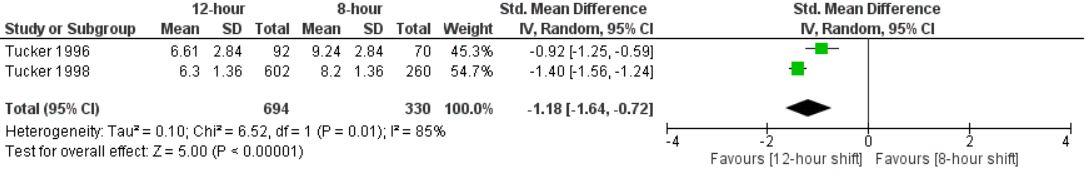 12-hour 8-hour Std. Mean Difference Std. Mean Difference
Study or Subgroup Mean SD Total Mean SD Total Weight IV, Random, 95% CI IV, Random, 95% CI
Tucker 1996 6.61 2.84 92 9.24 2.84 70 45.3% -0.92 [-1.25, -0.59]
Tucker 1998 6.3 1.36 602 8.2 1.36 260 54.7% -1.40 [-1.56, -1.24]
Total (95% CI) 694 330 100.0% -1.18 [-1.64, -0.72]
Heterogeneity: Tau² = 0.10; Chi² = 6.52, df = 1 (P = 0.01); I² = 85%
Test for overall effect: Z = 5.00 (P < 0.00001)
-4 -2 0 2 4
Favours [12-hour shift] Favours [8-hour shift]